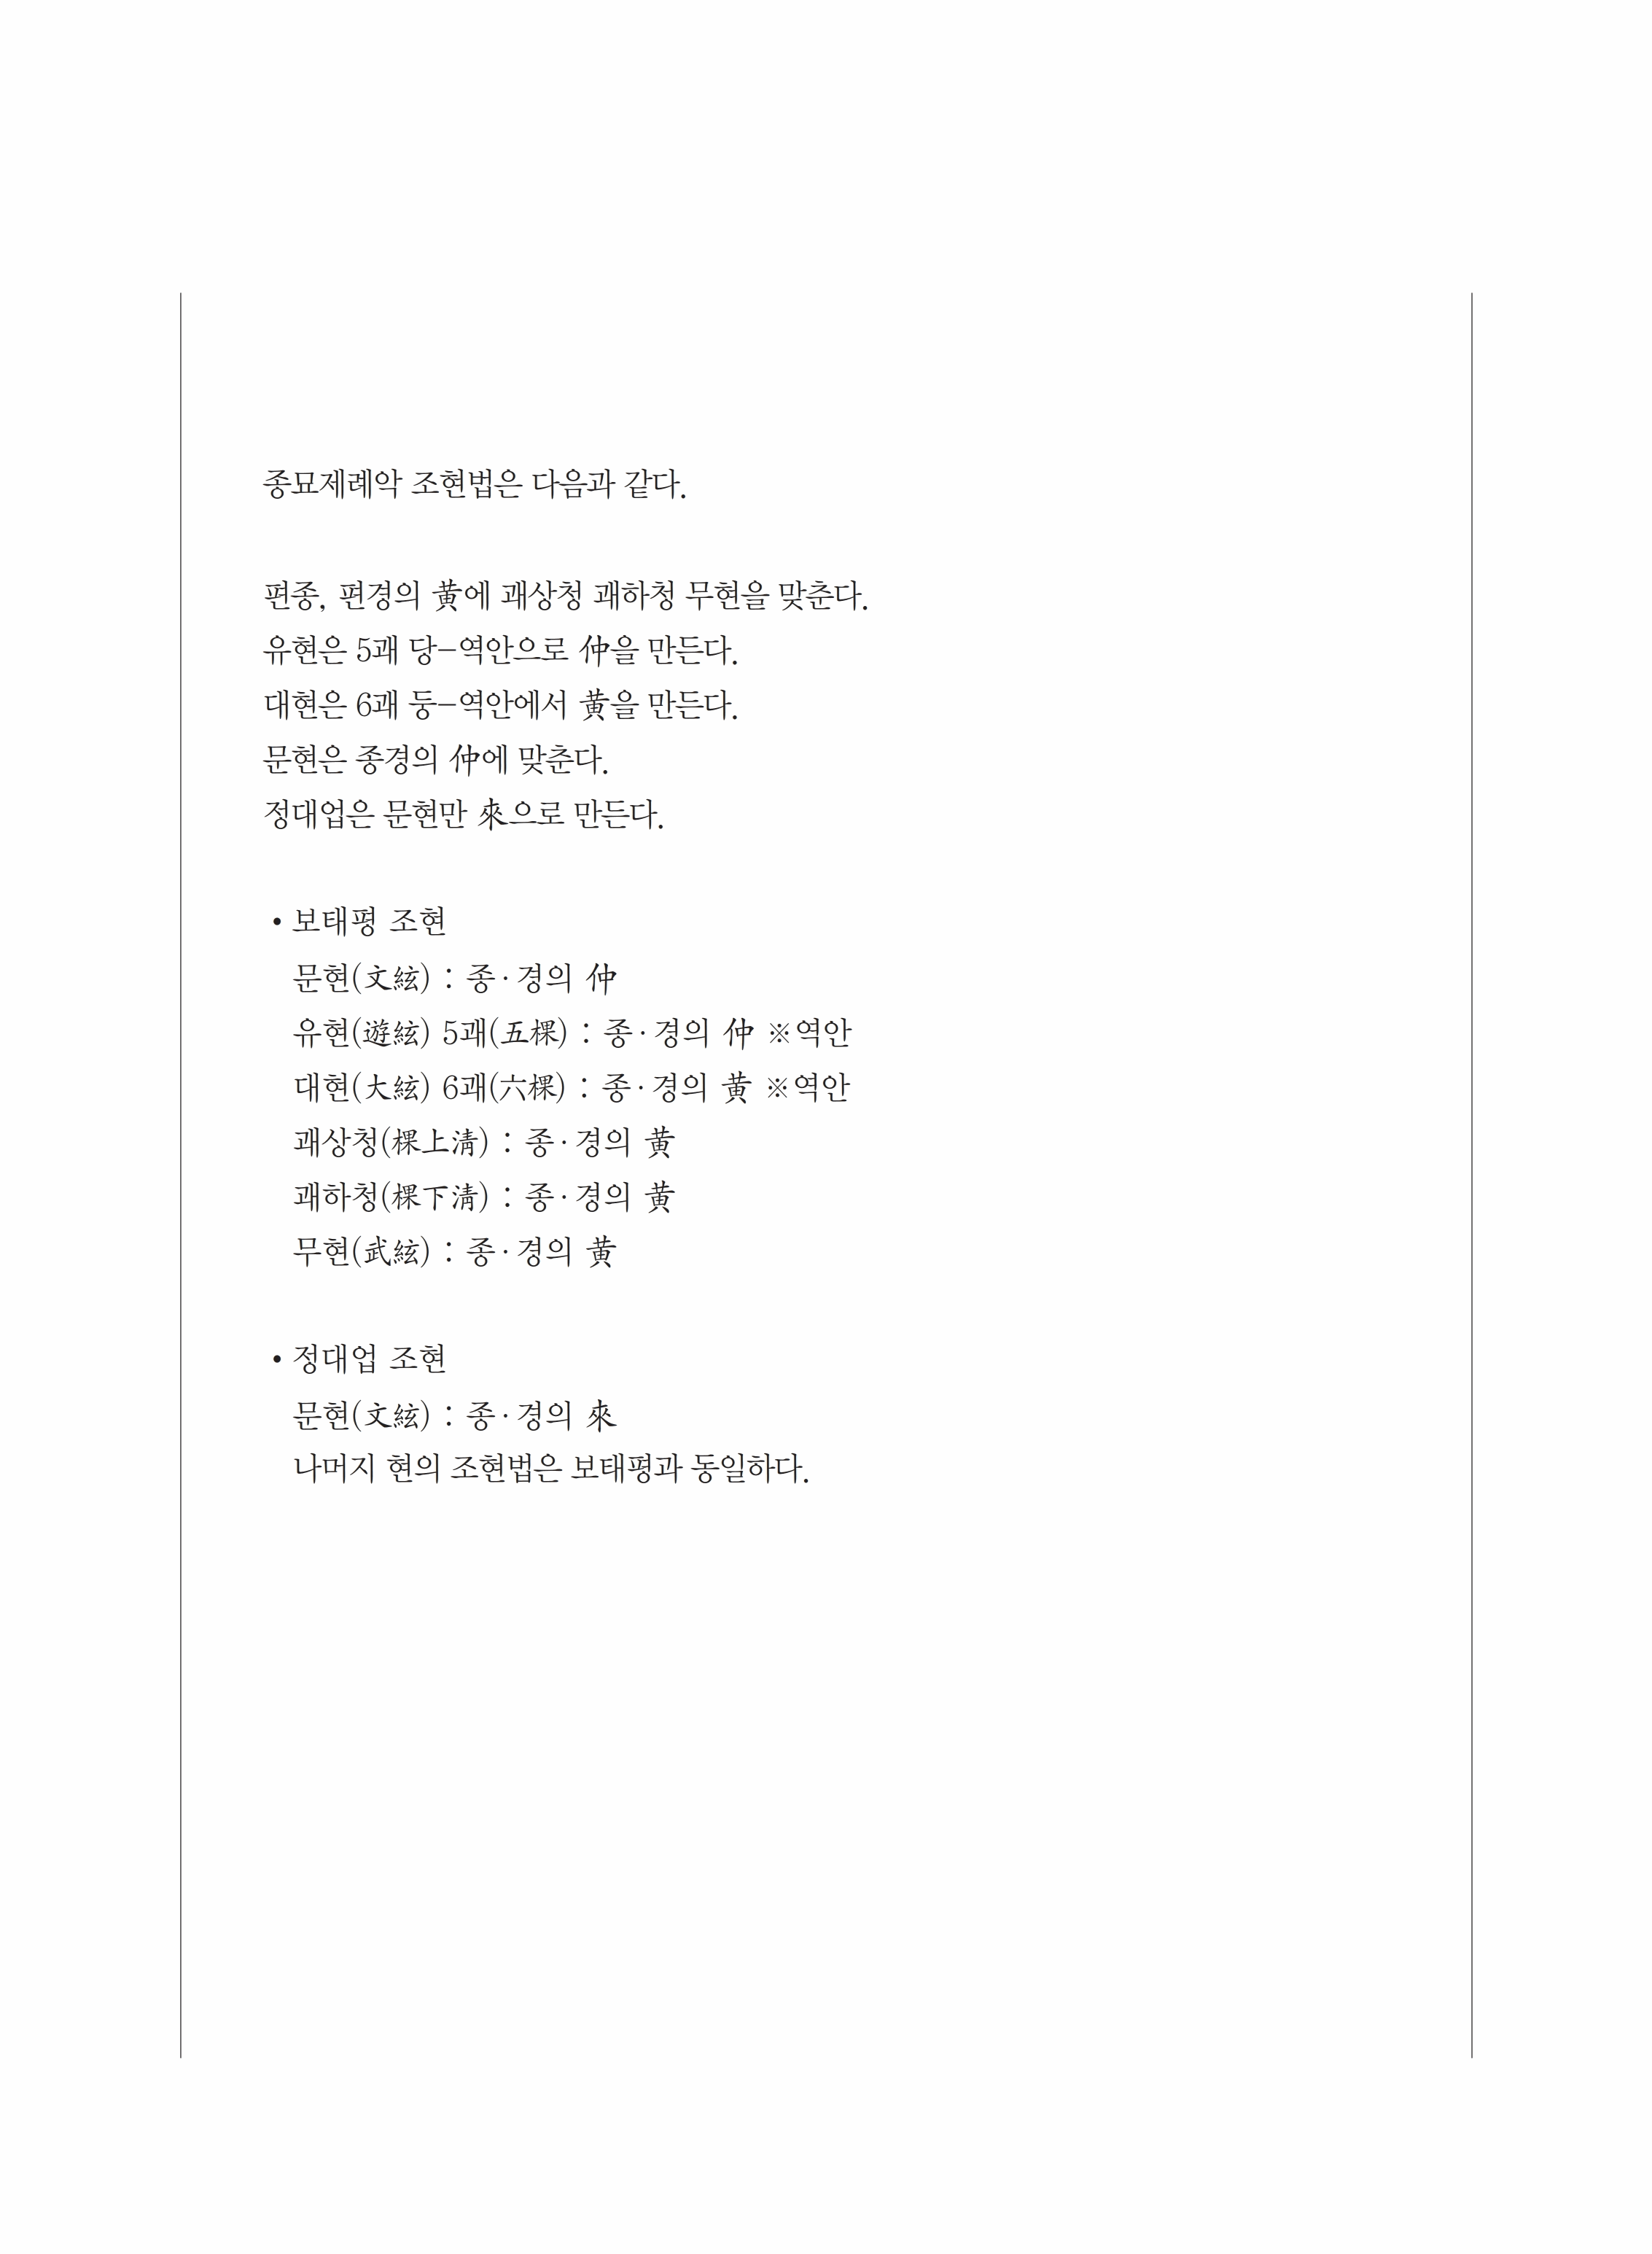 종묘제례악 조현법은 다음과 같다.
편종, 편경의 黃에 괘상청 괘하청 무현을 맞춘다.
유현은 5괘 당-역안으로 仲을 만든다.
대현은 6괘 둥-역안에서 黃을 만든다.
문현은 종경의 仲에 맞춘다.
정대업은 문현만 夾으로 만든다.
• 보태평 조현
문현(文絃) : 종·경의 仲
유현(遊絃) 5괘(五棵) : 종·경의 仲 ※역안
대현(大絃) 6괘(六棵) : 종·경의 黃 ※역안
괘상청(棵上淸) : 종·경의 黃
괘하청(棵下淸) : 종·경의 黃
무현(武絃) : 종·경의 黃
• 정대업 조현
문현(文絃) : 종·경의 夾
나머지 현의 조현법은 보태평과 동일하다.